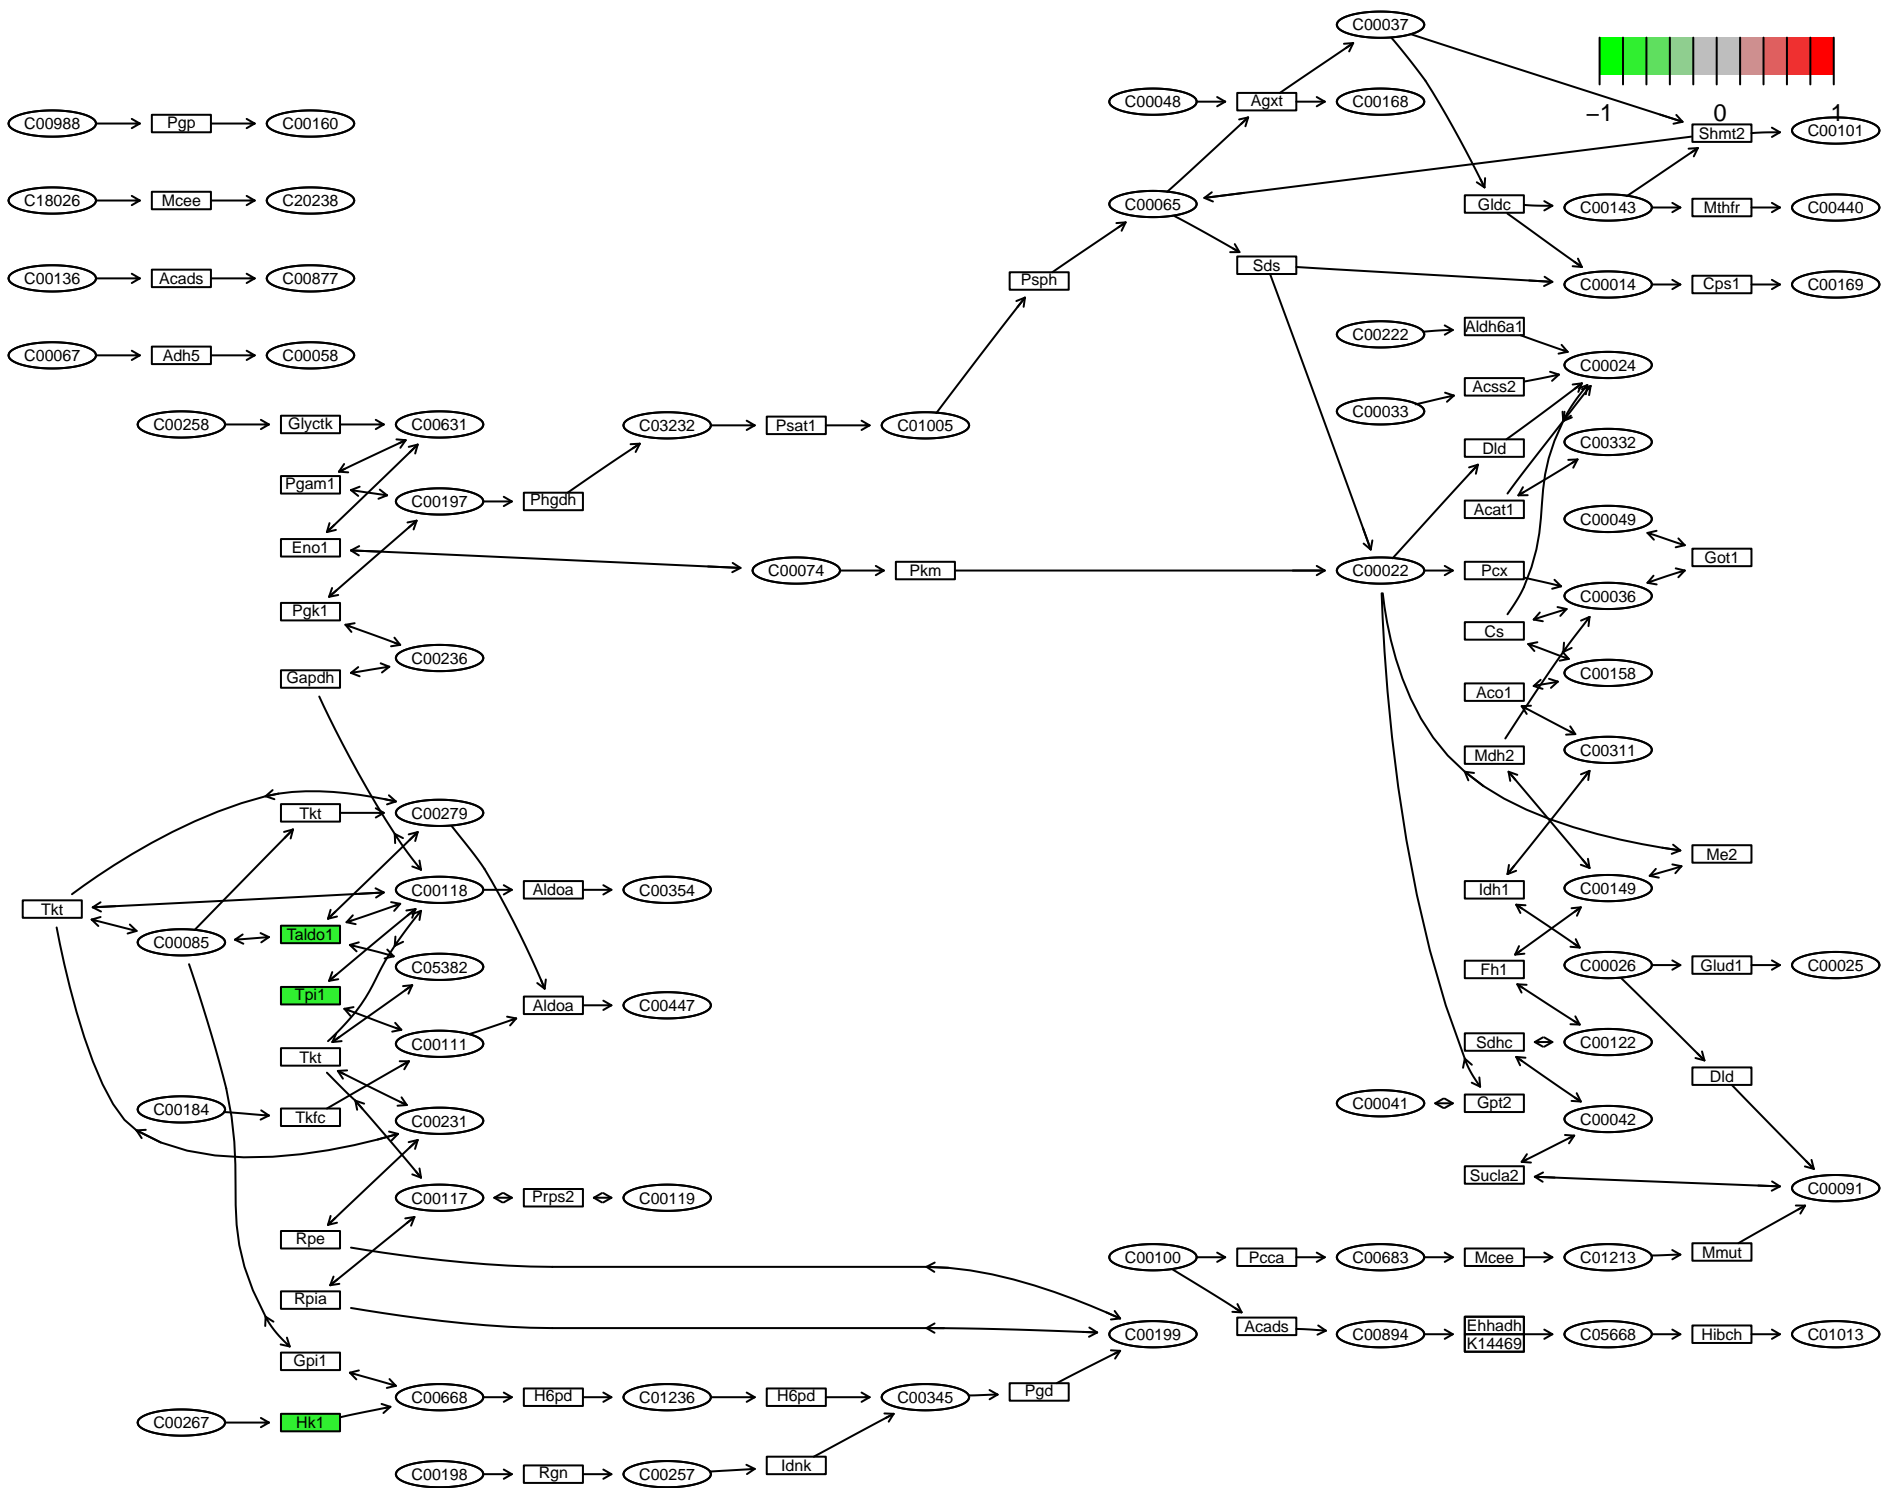 C00037
C00048 Agxt C00168
−1 0 1
C00988 Pgp C00160
Shmt2 C00101
C18026 Mcee C20238
C00065 Gldc C00143 Mthfr C00440
C00136 Acads C00877
Psph Sds C00014 Cps1 C00169
C00222 Aldh6a1
C00067 Adh5 C00058
C00024
C00033 Acss2
C00258 Glyctk C00631 C03232 Psat1 C01005
Dld C00332
Pgam1 C00197 Phgdh
Acat1 C00049
Eno1 C00074 Pkm C00022 Pcx Got1
C00036
Pgk1 Cs
C00236 C00158
Gapdh Aco1
Mdh2 C00311
Tkt C00279
Me2
C00118 Aldoa C00354 Idh1 C00149
Tkt
C00085 Taldo1
C05382 Fh1 C00026 Glud1 C00025
Tpi1 Aldoa C00447
C00111 Sdhc C00122
Tkt Dld
C00184 Tkfc C00041 Gpt2
C00231 C00042
Sucla2 C00091
C00117 Prps2 C00119
Rpe C00100 Pcca C00683 Mcee C01213 Mmut
Rpia
C00199 Acads C00894 Ehhadh C05668 Hibch C01013
K14469
Gpi1
C00668 H6pd C01236 H6pd C00345 Pgd
C00267 Hk1
C00198 Rgn C00257 Idnk